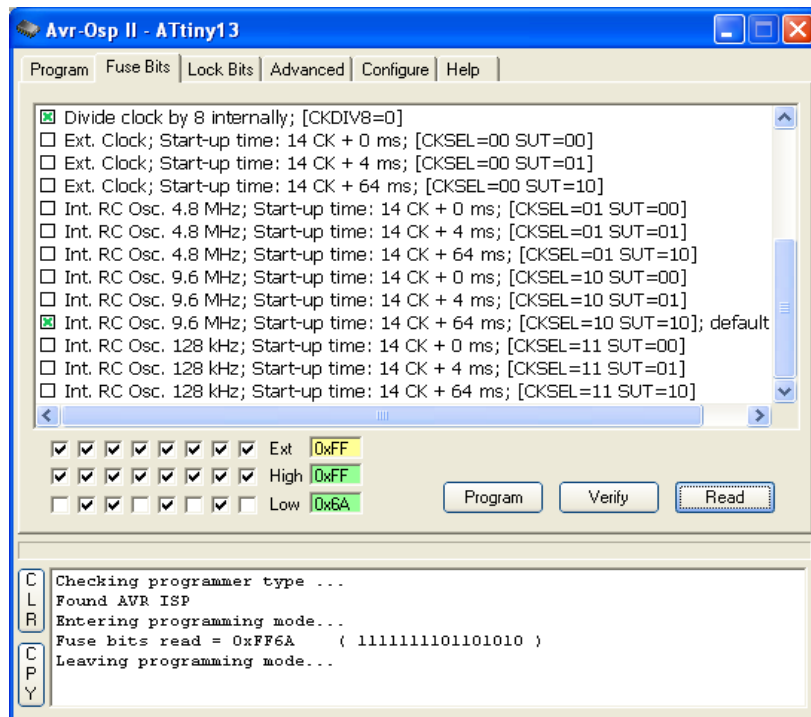 Avr-Osp II - ATtiny13
Program Fuse Bits Lock Bits Advanced Configure Help
Divide clock by 8 internally; [CKDIV8=0]
Ext. Clock; Start-up time: 14 CK + 0 ms; [CKSEL=00 SUT=00]
Ext. Clock; Start-up time: 14 CK + 4 ms; [CKSEL=00 SUT=01]
Ext. Clock; Start-up time: 14 CK + 64 ms; [CKSEL=00 SUT=10]
Int. RC Osc. 4.8 MHz; Start-up time: 14 CK + 0 ms; [CKSEL=01 SUT=00]
Int. RC Osc. 4.8 MHz; Start-up time: 14 CK + 4 ms; [CKSEL=01 SUT=01]
Int. RC Osc. 4.8 MHz; Start-up time: 14 CK + 64 ms; [CKSEL=01 SUT=10]
Int. RC Osc. 9.6 MHz; Start-up time: 14 CK + 0 ms; [CKSEL=10 SUT=00]
Int. RC Osc. 9.6 MHz; Start-up time: 14 CK + 4 ms; [CKSEL=10 SUT=01]
Int. RC Osc. 9.6 MHz; Start-up time: 14 CK + 64 ms; [CKSEL=10 SUT=10]; default
Int. RC Osc. 128 kHz; Start-up time: 14 CK + 0 ms; [CKSEL=11 SUT=00]
Int. RC Osc. 128 kHz; Start-up time: 14 CK + 4 ms; [CKSEL=11 SUT=01]
Int. RC Osc. 128 kHz; Start-up time: 14 CK + 64 ms; [CKSEL=11 SUT=10]
Ext 0xFF
High 0xFF
Low 0x6A
Program Verify Read
CLR
CPY
Checking programmer type ...
Found AVR ISP
Entering programming mode...
Fuse bits read = 0xFF6A ( 1111111101101010 )
Leaving programming mode...